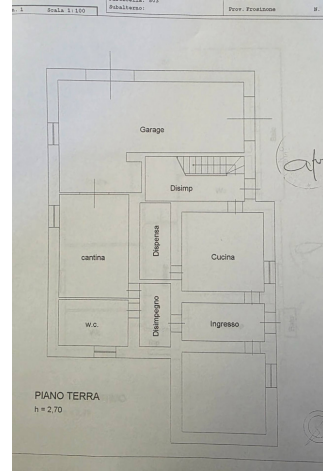 Scala 1:100
Subalterno:
Prov. Frosinone
N.
Garage
Disimp
Dispensa
cantina
Cucina
Disimpegno
w.c.
Ingresso
PIANO TERRA
h = 2,70